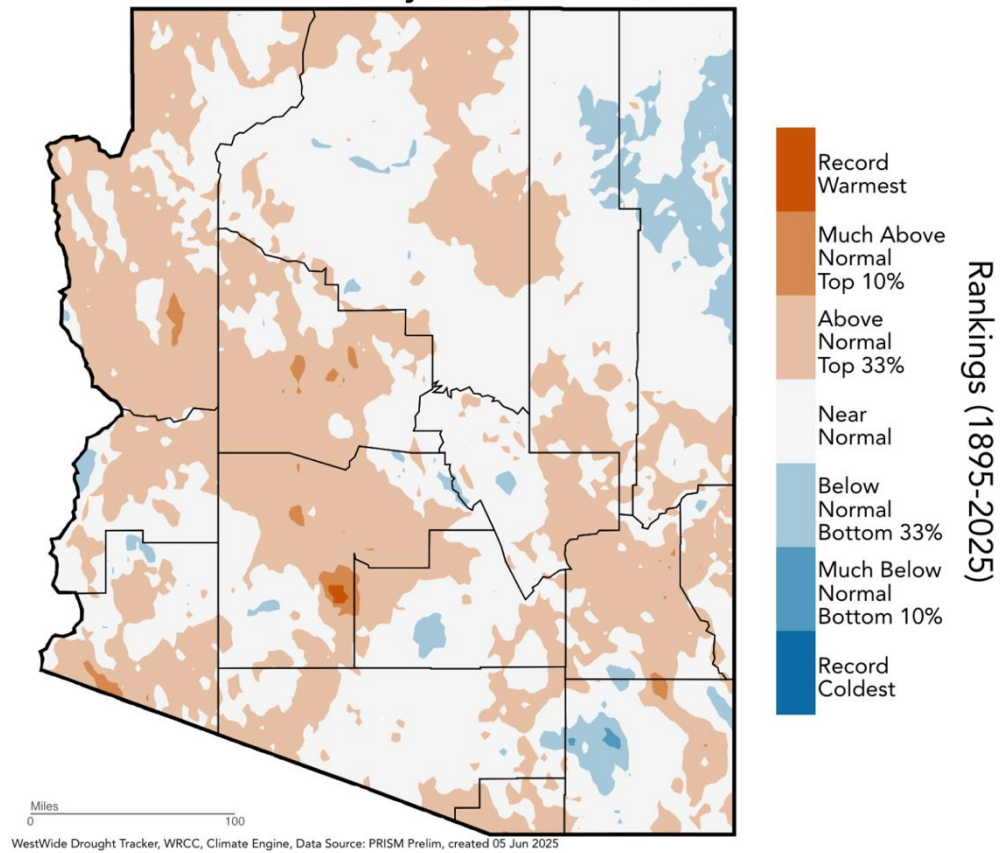 Record
Warmest
Much Above
Normal
Top 10%
Above
Normal
Top 33%
Near
Normal
Below
Normal
Bottom 33%
Much Below
Normal
Bottom 10%
Record
Coldest
Rankings (1895-2025)
Miles
0 100
WestWide Drought Tracker, WRCC, Climate Engine, Data Source: PRISM Prelim, created 05 Jun 2025